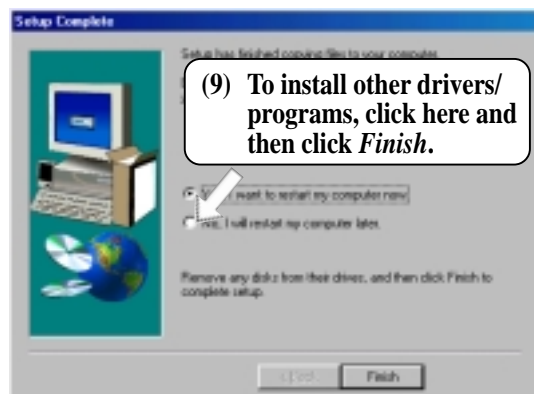 Setup Complete
Setup has finished copying files to your computer.
(9) To install other drivers/
programs, click here and
then click Finish.
I want to restart my computer now.
No, I will restart my computer later.
Remove any disks from their drives, and then click Finish to
complete setup.
Finish